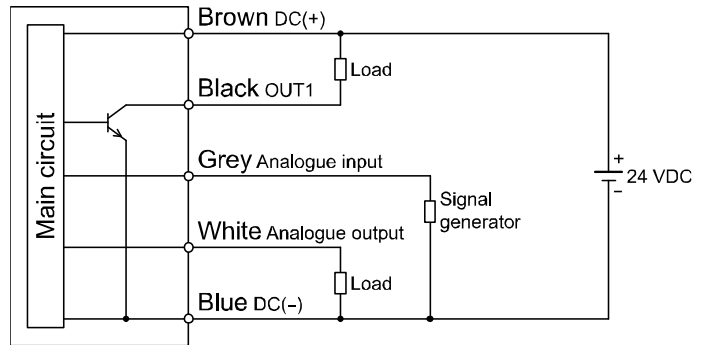 Brown DC(+)
Load
Black OUT1
Main circuit
Grey Analogue input
+
24 VDC
−
Signal
generator
White Analogue output
Load
Blue DC(−)